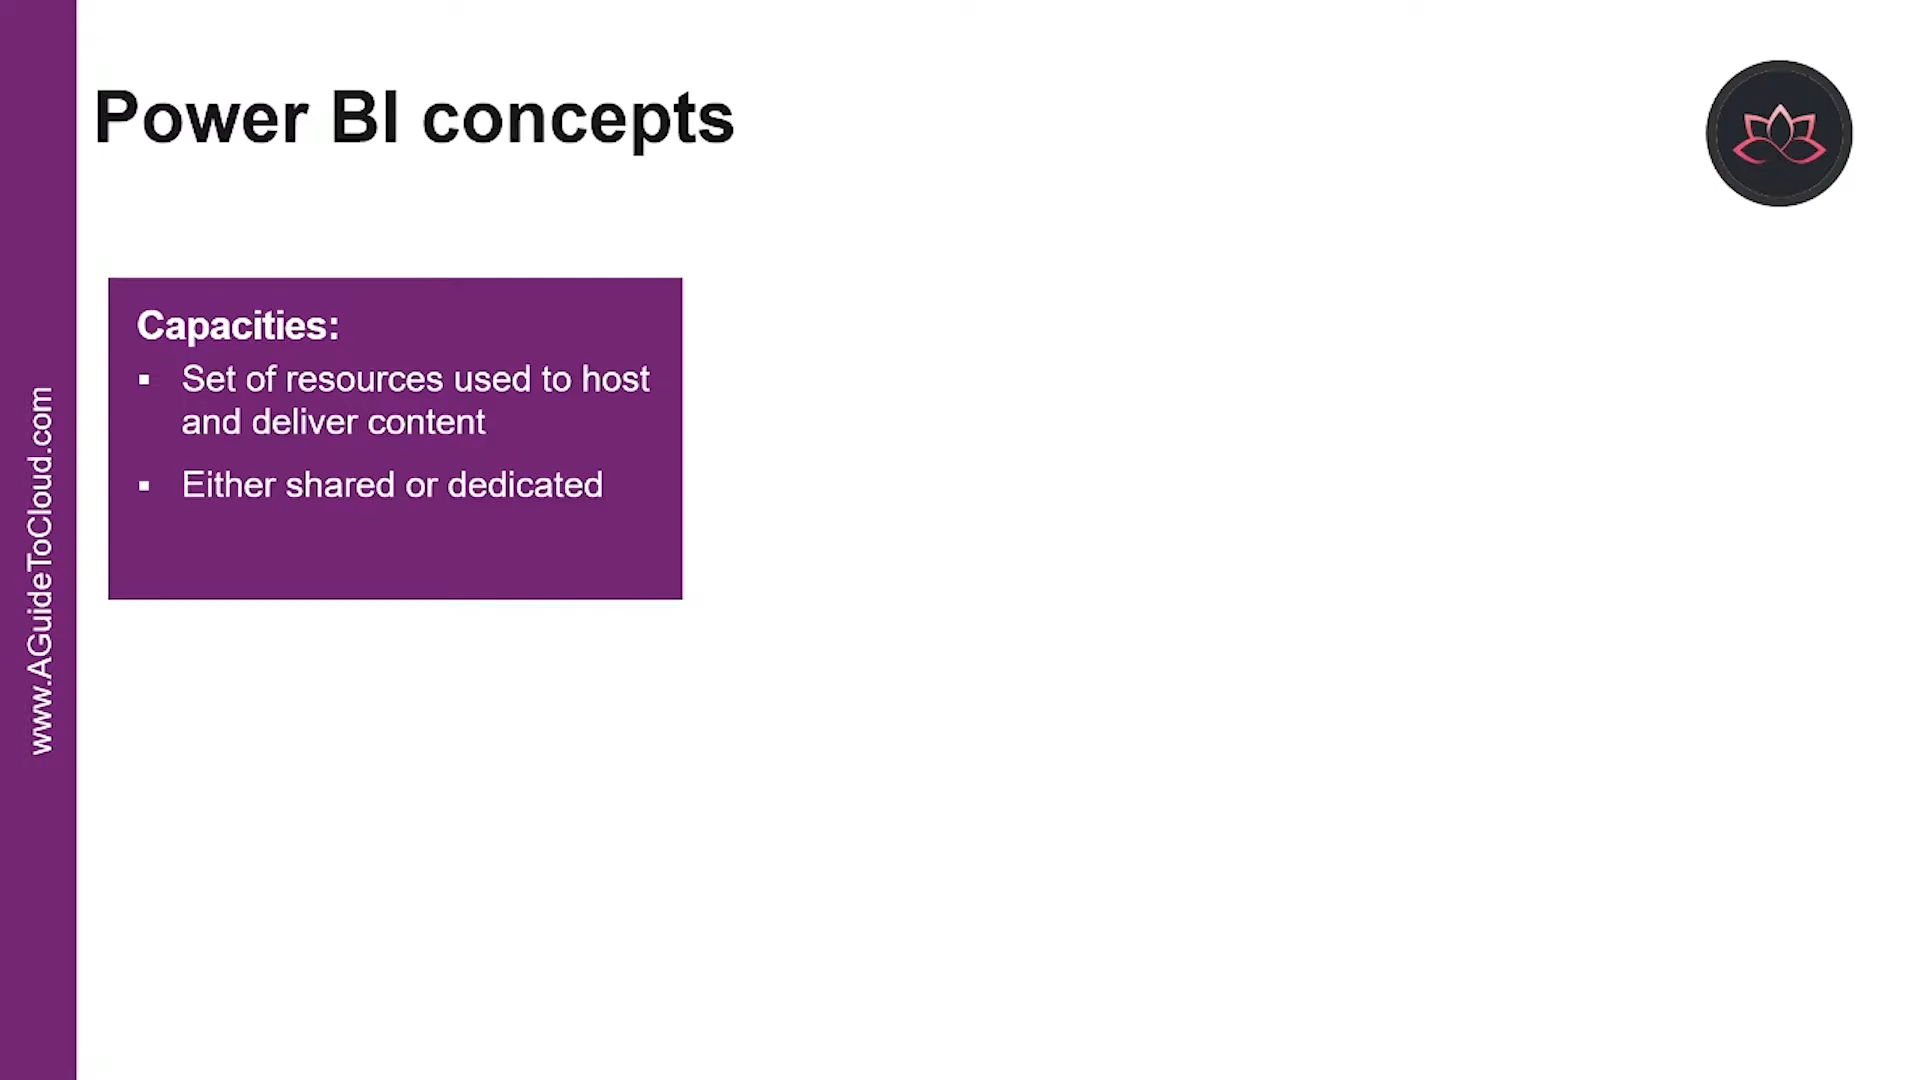 Power BI concepts
Capacities:
▪ Set of resources used to host
and deliver content
▪ Either shared or dedicated
www.AGuideToCloud.com